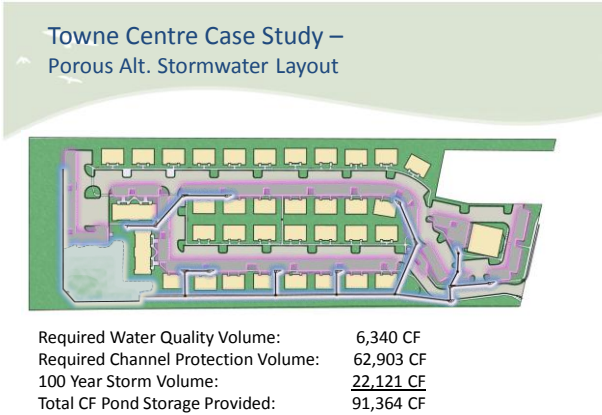 Towne Centre Case Study –
Porous Alt. Stormwater Layout
Required Water Quality Volume: 6,340 CF
Required Channel Protection Volume: 62,903 CF
100 Year Storm Volume: 22,121 CF
Total CF Pond Storage Provided: 91,364 CF